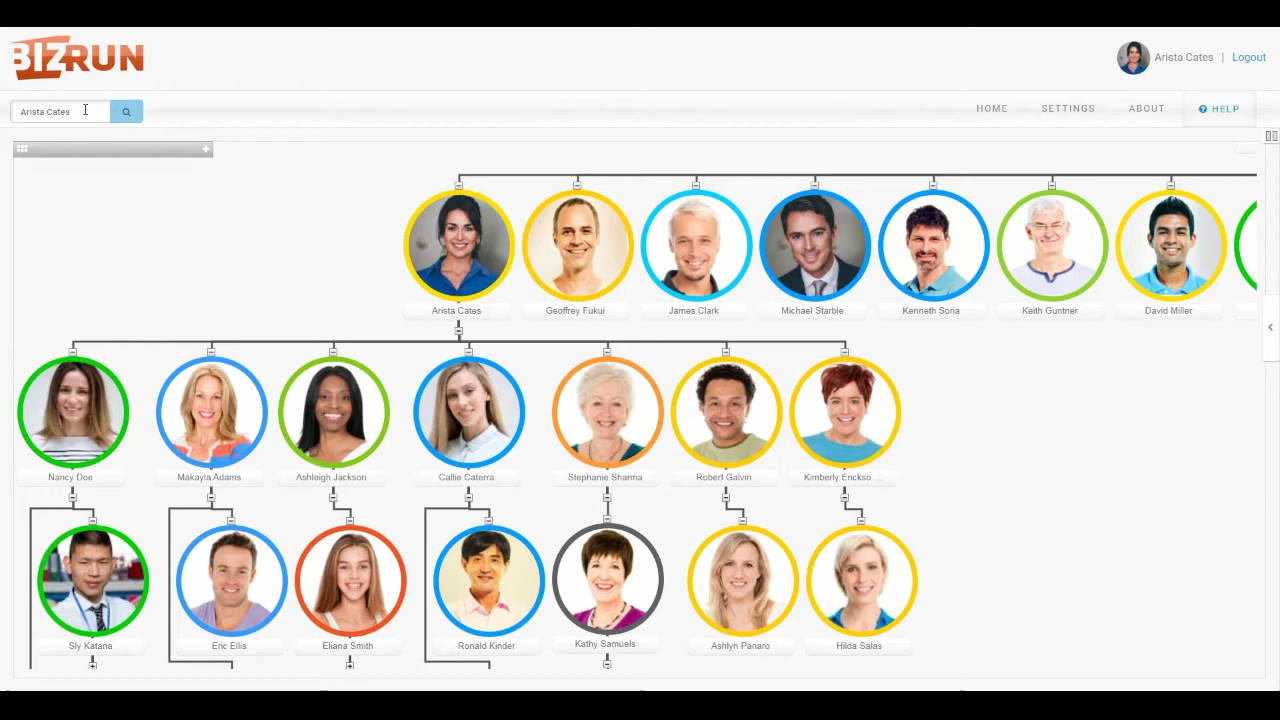 BIZRUN
Arista Cates | Logout
Arista Cates
HOME SETTINGS ABOUT HELP
Arista Cates Geoffrey Fukui James Clark Michael Starble Kenneth Soria Keith Guntner David Miller
Nancy Doe Makayla Adams Ashleigh Jackson Callie Caterra Stephanie Sharma Robert Galvin Kimberly Erickso ...
Sly Katana Eric Ellis Eliana Smith Ronald Kinder Kathy Samuels Ashlyn Panaro Hilda Salas